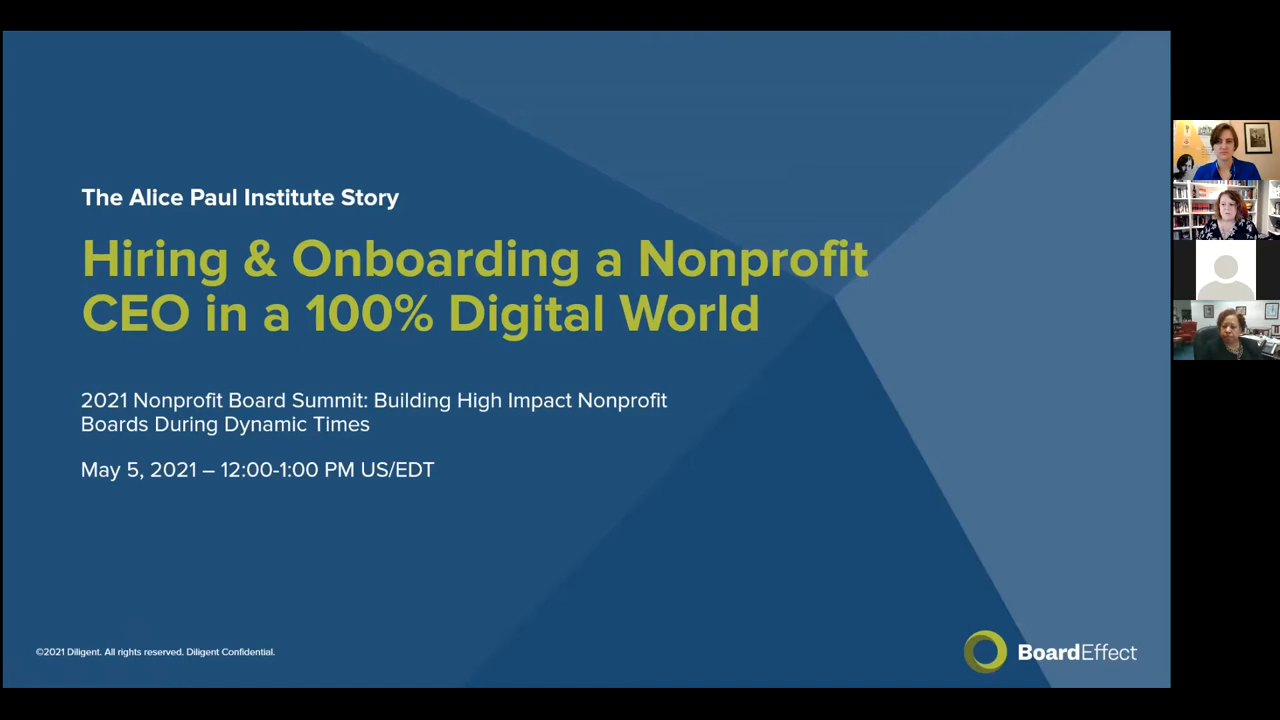 The Alice Paul Institute Story
Hiring & Onboarding a Nonprofit
CEO in a 100% Digital World
2021 Nonprofit Board Summit: Building High Impact Nonprofit
Boards During Dynamic Times
May 5, 2021 – 12:00-1:00 PM US/EDT
©2021 Diligent. All rights reserved. Diligent Confidential.
BoardEffect